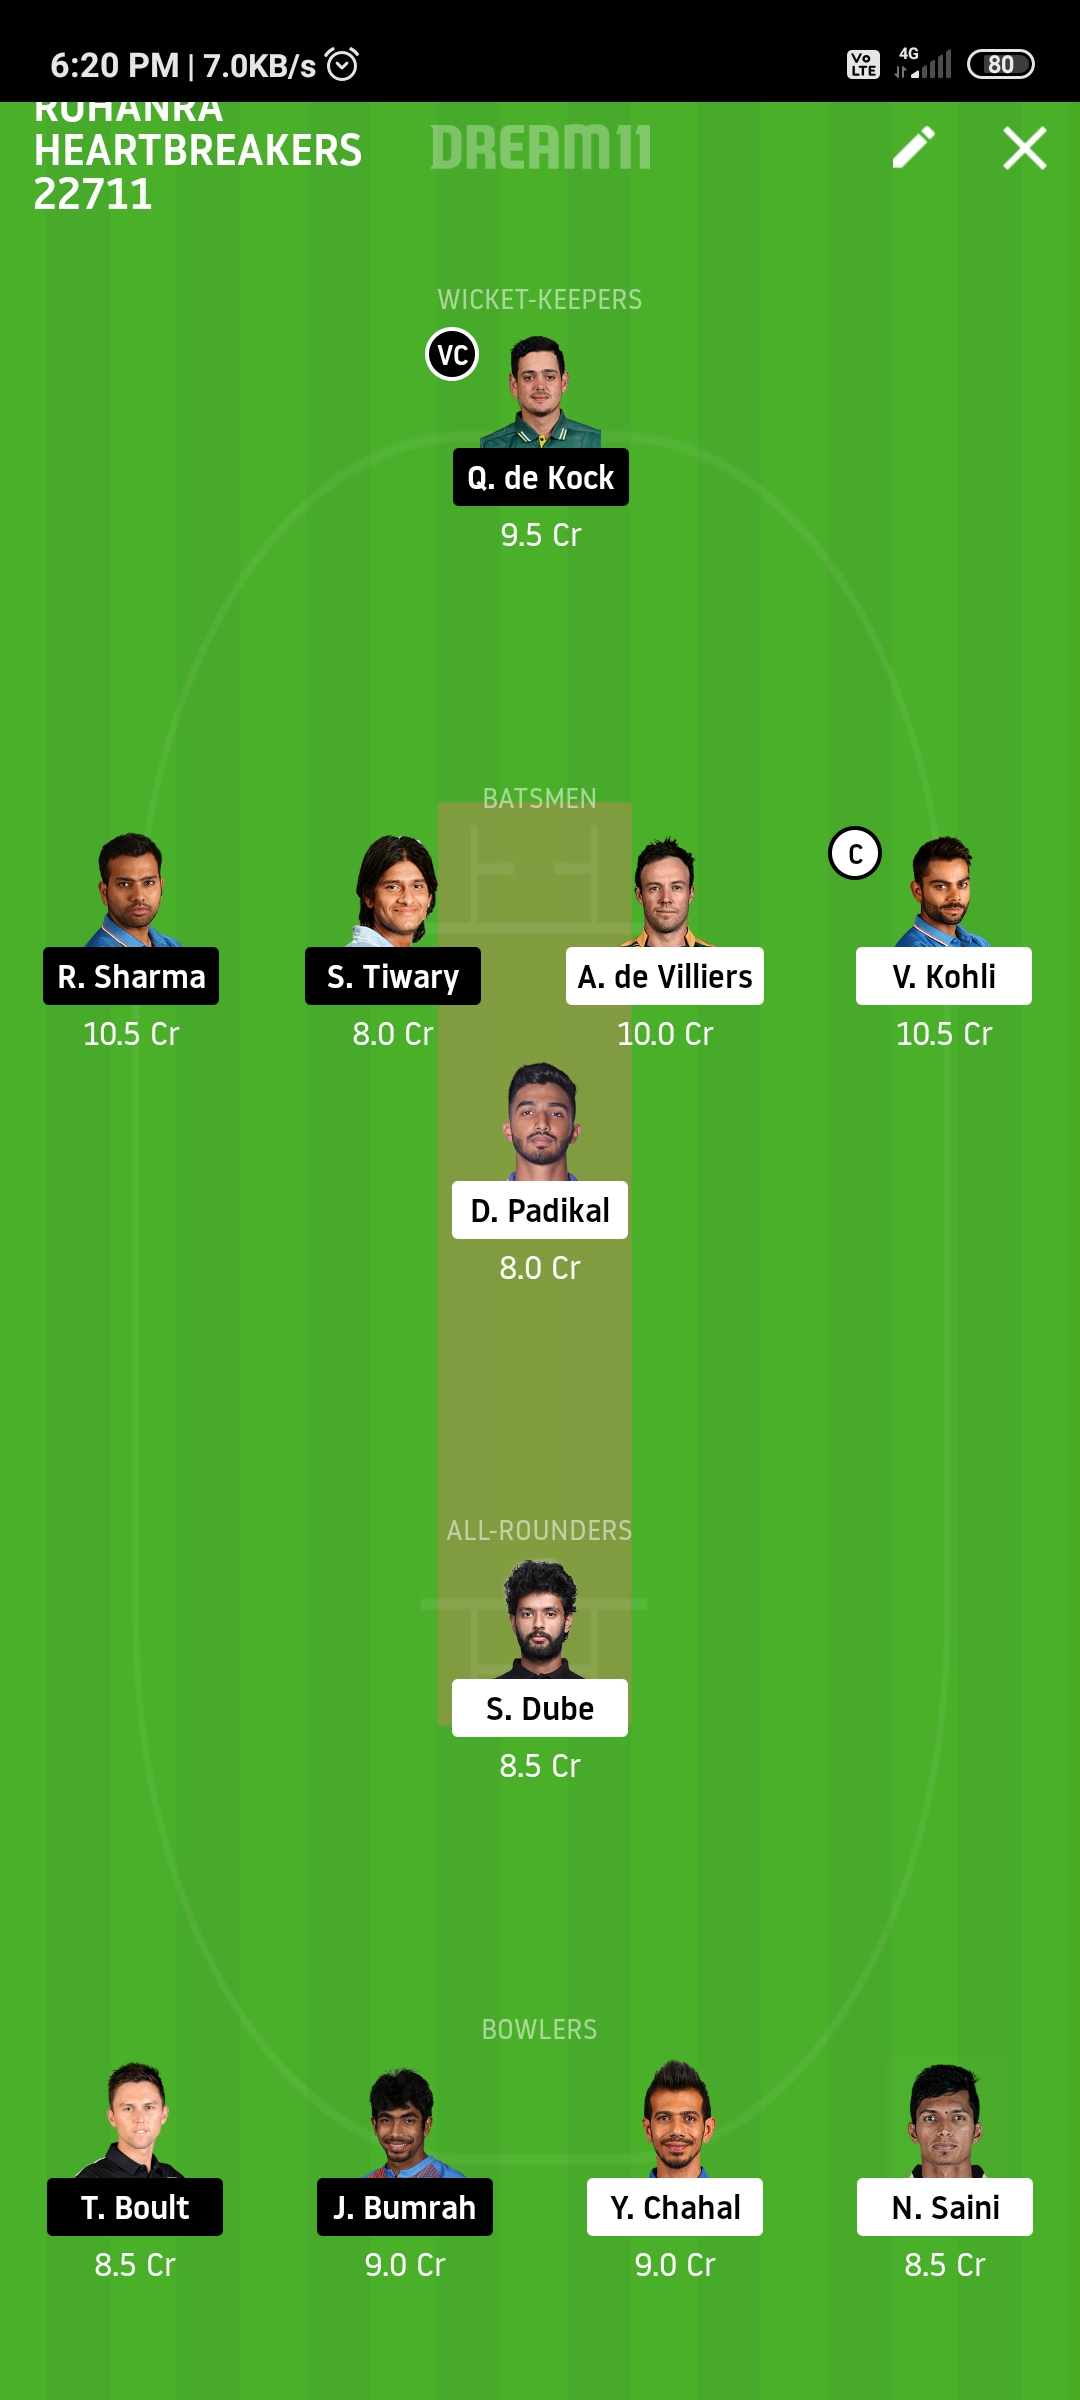 6:20 PM | 7.0KB/s
Vo LTE 4G 80
RUHANRA
HEARTBREAKERS
22711
DREAM11
WICKET-KEEPERS
VC
Q. de Kock
9.5 Cr
BATSMEN
C
R. Sharma S. Tiwary A. de Villiers V. Kohli
10.5 Cr 8.0 Cr 10.0 Cr 10.5 Cr
D. Padikal
8.0 Cr
ALL-ROUNDERS
S. Dube
8.5 Cr
BOWLERS
T. Boult J. Bumrah Y. Chahal N. Saini
8.5 Cr 9.0 Cr 9.0 Cr 8.5 Cr